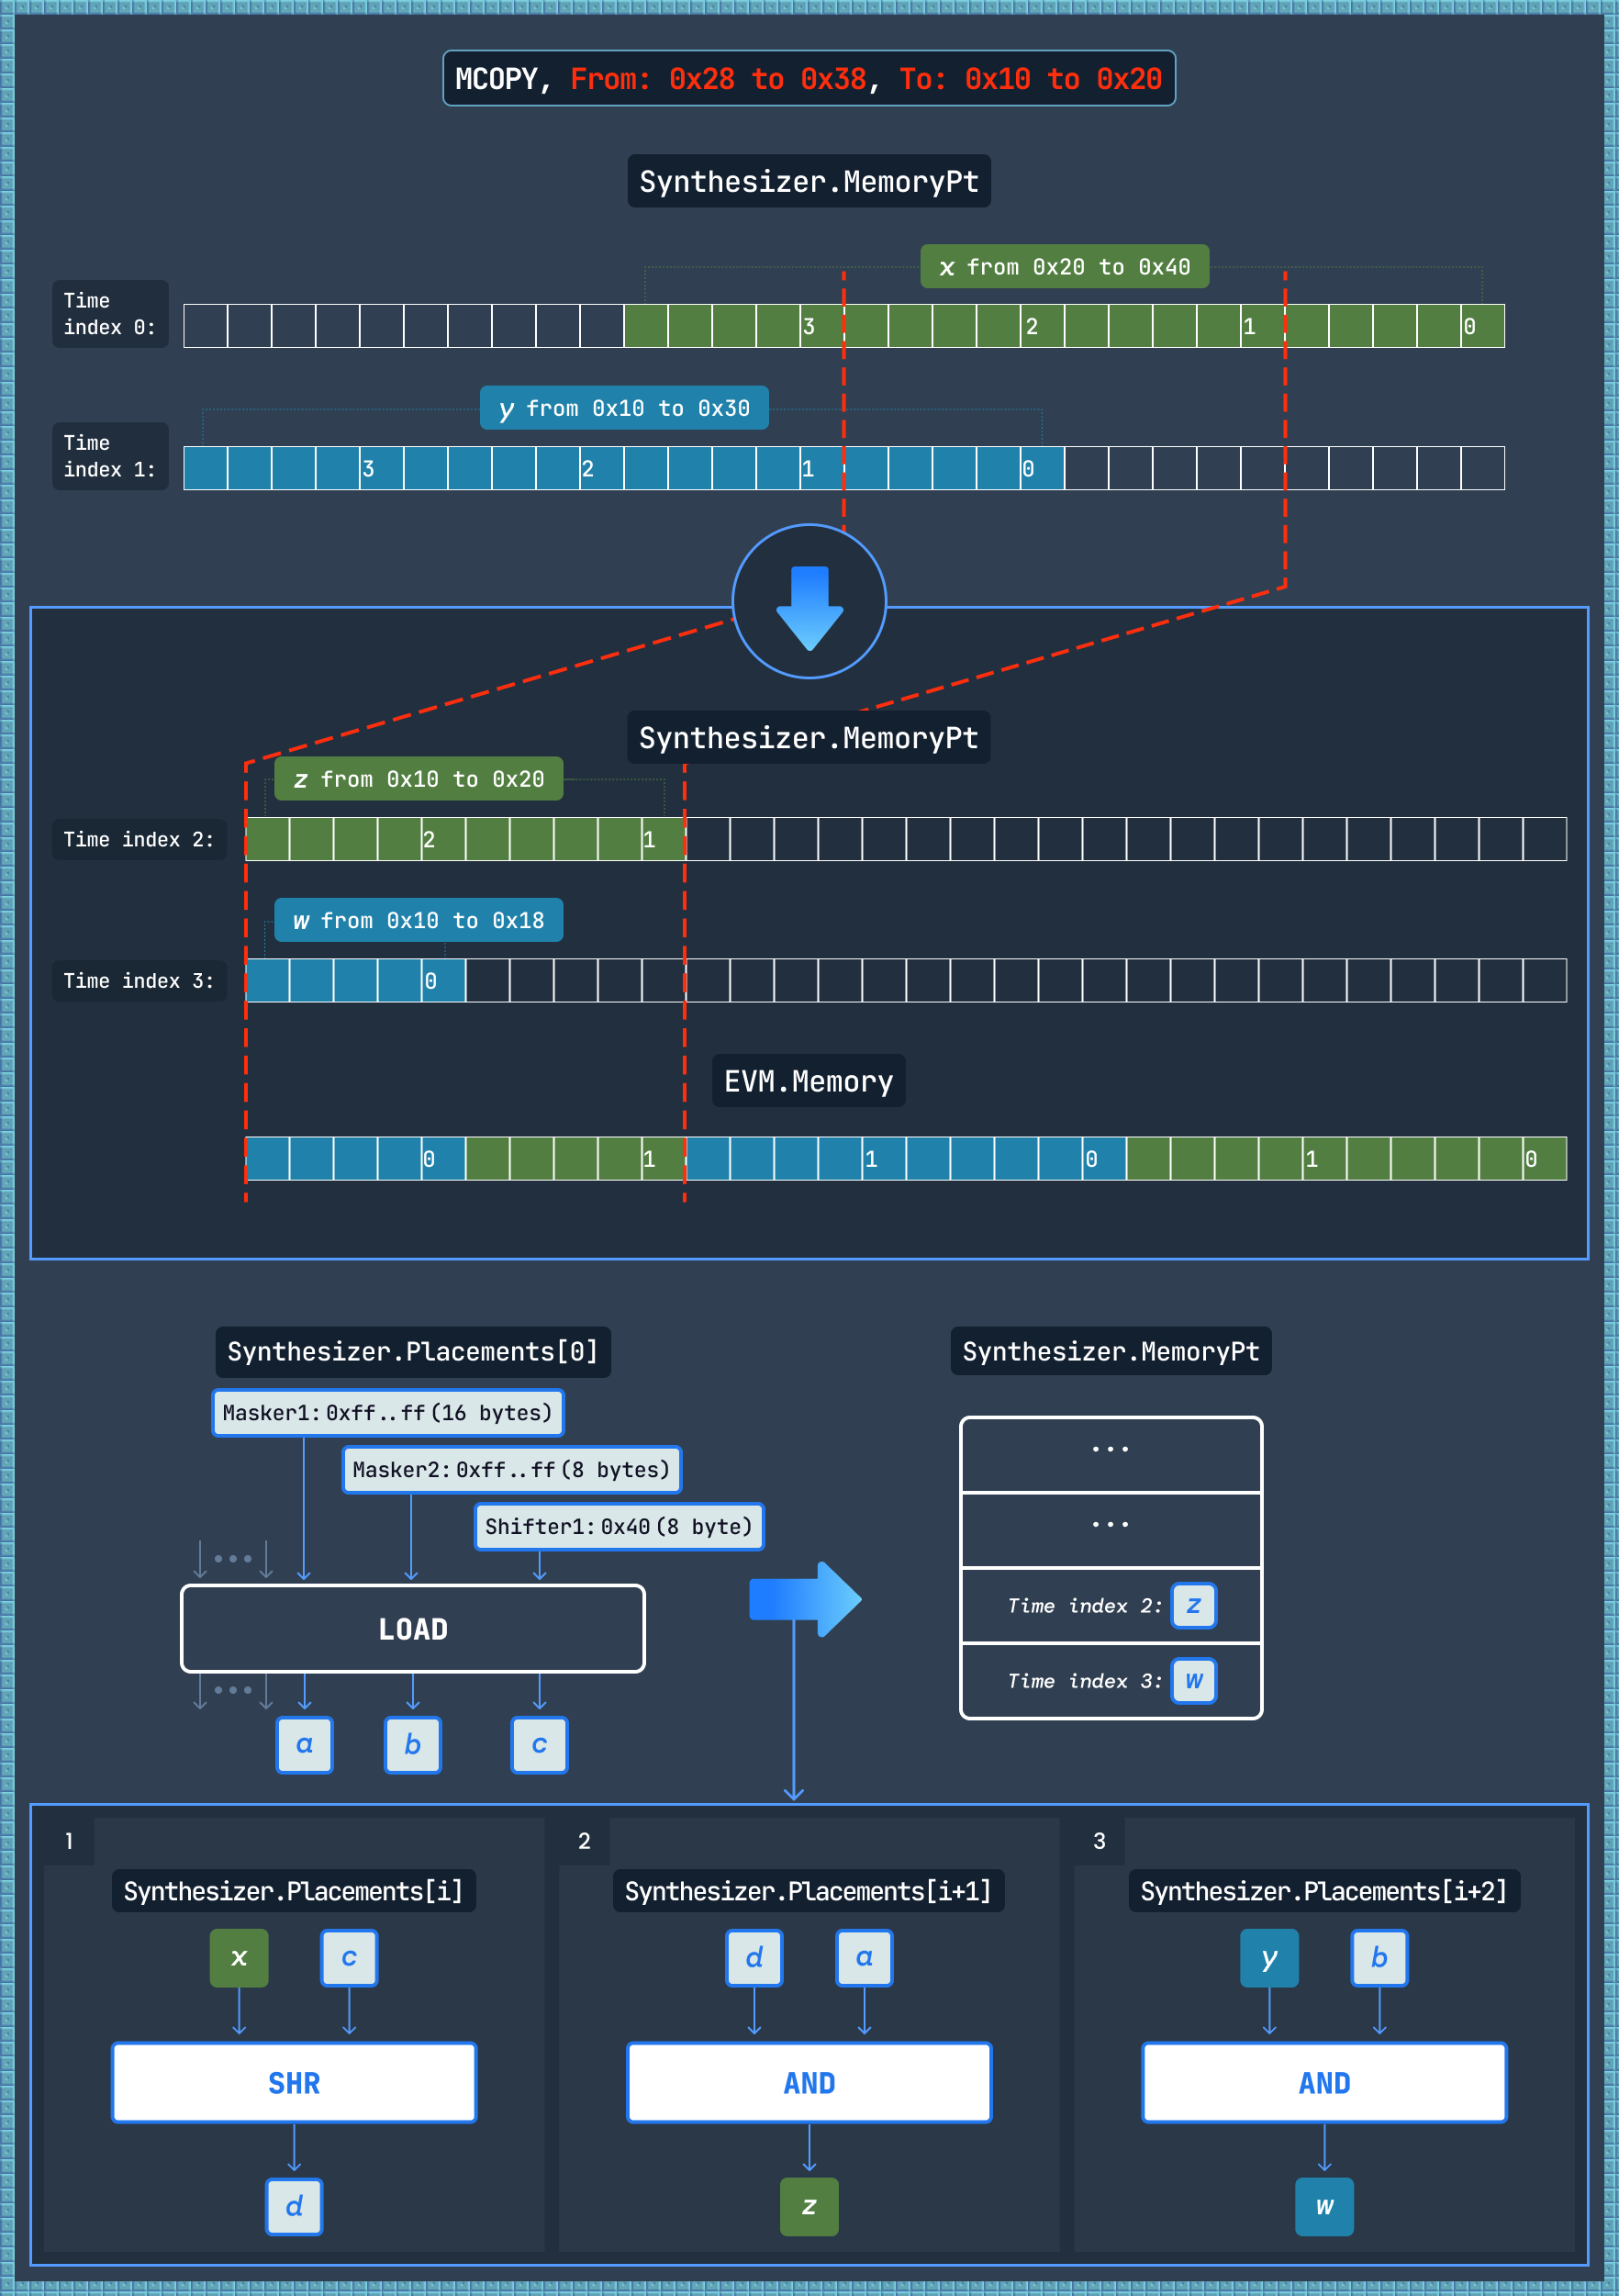 MCOPY, From: 0x28 to 0x38, To: 0x10 to 0x20
Synthesizer.MemoryPt
x from 0x20 to 0x40
Time
index 0:
3 2 1 0
y from 0x10 to 0x30
Time
index 1:
3 2 1 0
Synthesizer.MemoryPt
z from 0x10 to 0x20
Time index 2:
2 1
w from 0x10 to 0x18
Time index 3:
0
EVM.Memory
0 1 1 0 1 0
Synthesizer.Placements[0]
Masker1: 0xff..ff (16 bytes)
Masker2: 0xff..ff (8 bytes)
Shifter1: 0x40 (8 byte)
LOAD
a b c
Synthesizer.MemoryPt
...
...
Time index 2: z
Time index 3: w
1
Synthesizer.Placements[i]
x c
SHR
d
2
Synthesizer.Placements[i+1]
d a
AND
z
3
Synthesizer.Placements[i+2]
y b
AND
w